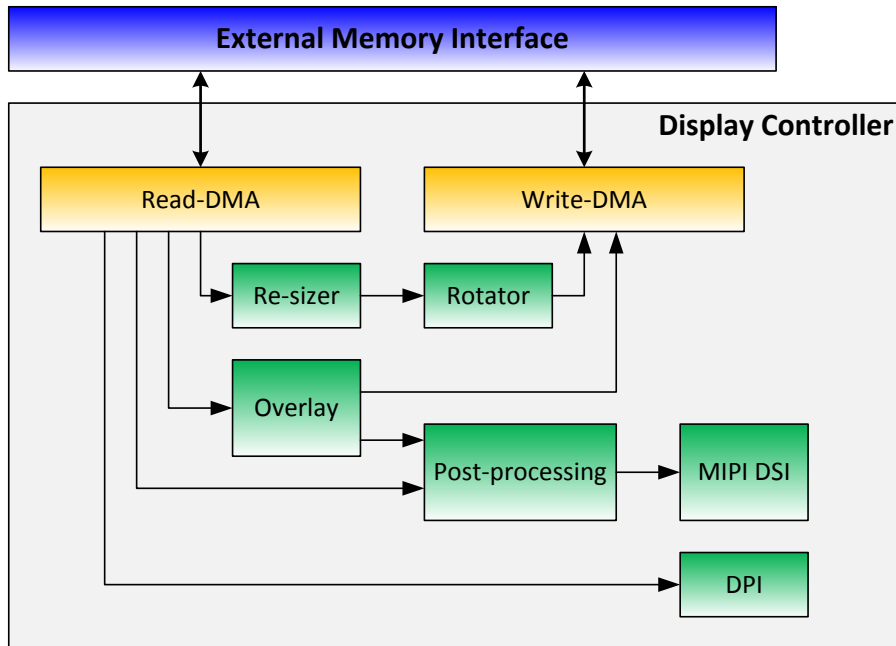 External Memory Interface
Display Controller
Read-DMA
Write-DMA
Re-sizer
Rotator
Overlay
Post-processing
MIPI DSI
DPI